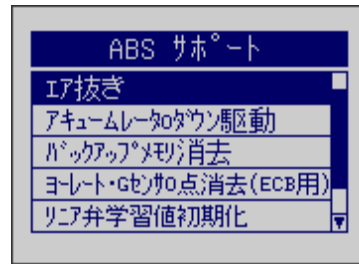 ABS ｻﾎﾟｰﾄ
ｴｱ抜き
ｱｷｭｰﾑﾚｰﾀ0ﾀﾞｳﾝ駆動
ﾊﾞｯｸｱｯﾌﾟﾒﾓﾘ消去
ﾖｰﾚｰﾄ･Gｾﾝｻ0点消去(ECB用)
ﾘﾆｱ弁学習値初期化